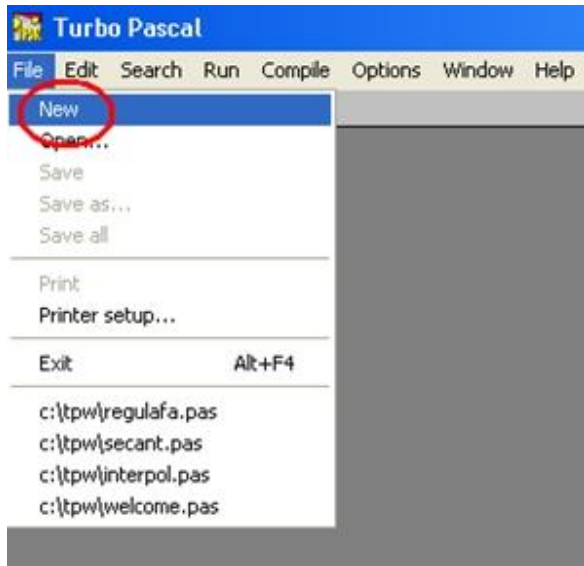 Turbo Pascal
File Edit Search Run Compile Options Window Help
New
Open...
Save
Save as...
Save all
Print
Printer setup...
Exit Alt+F4
c:\tpw\regulafa.pas
c:\tpw\secant.pas
c:\tpw\interpol.pas
c:\tpw\welcome.pas